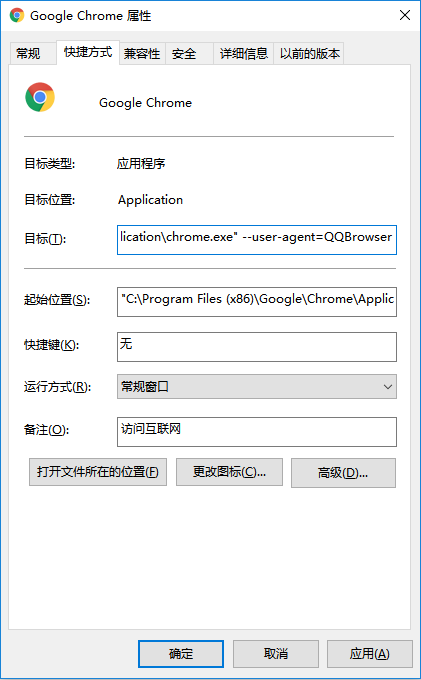 Google Chrome 属性
常规 快捷方式 兼容性 安全 详细信息 以前的版本
Google Chrome
目标类型: 应用程序
目标位置: Application
目标(T): lication\chrome.exe" --user-agent=QQBrowser
起始位置(S): "C:\Program Files (x86)\Google\Chrome\Applic
快捷键(K): 无
运行方式(R): 常规窗口
备注(O): 访问互联网
打开文件所在的位置(F) 更改图标(C)... 高级(D)...
确定 取消 应用(A)